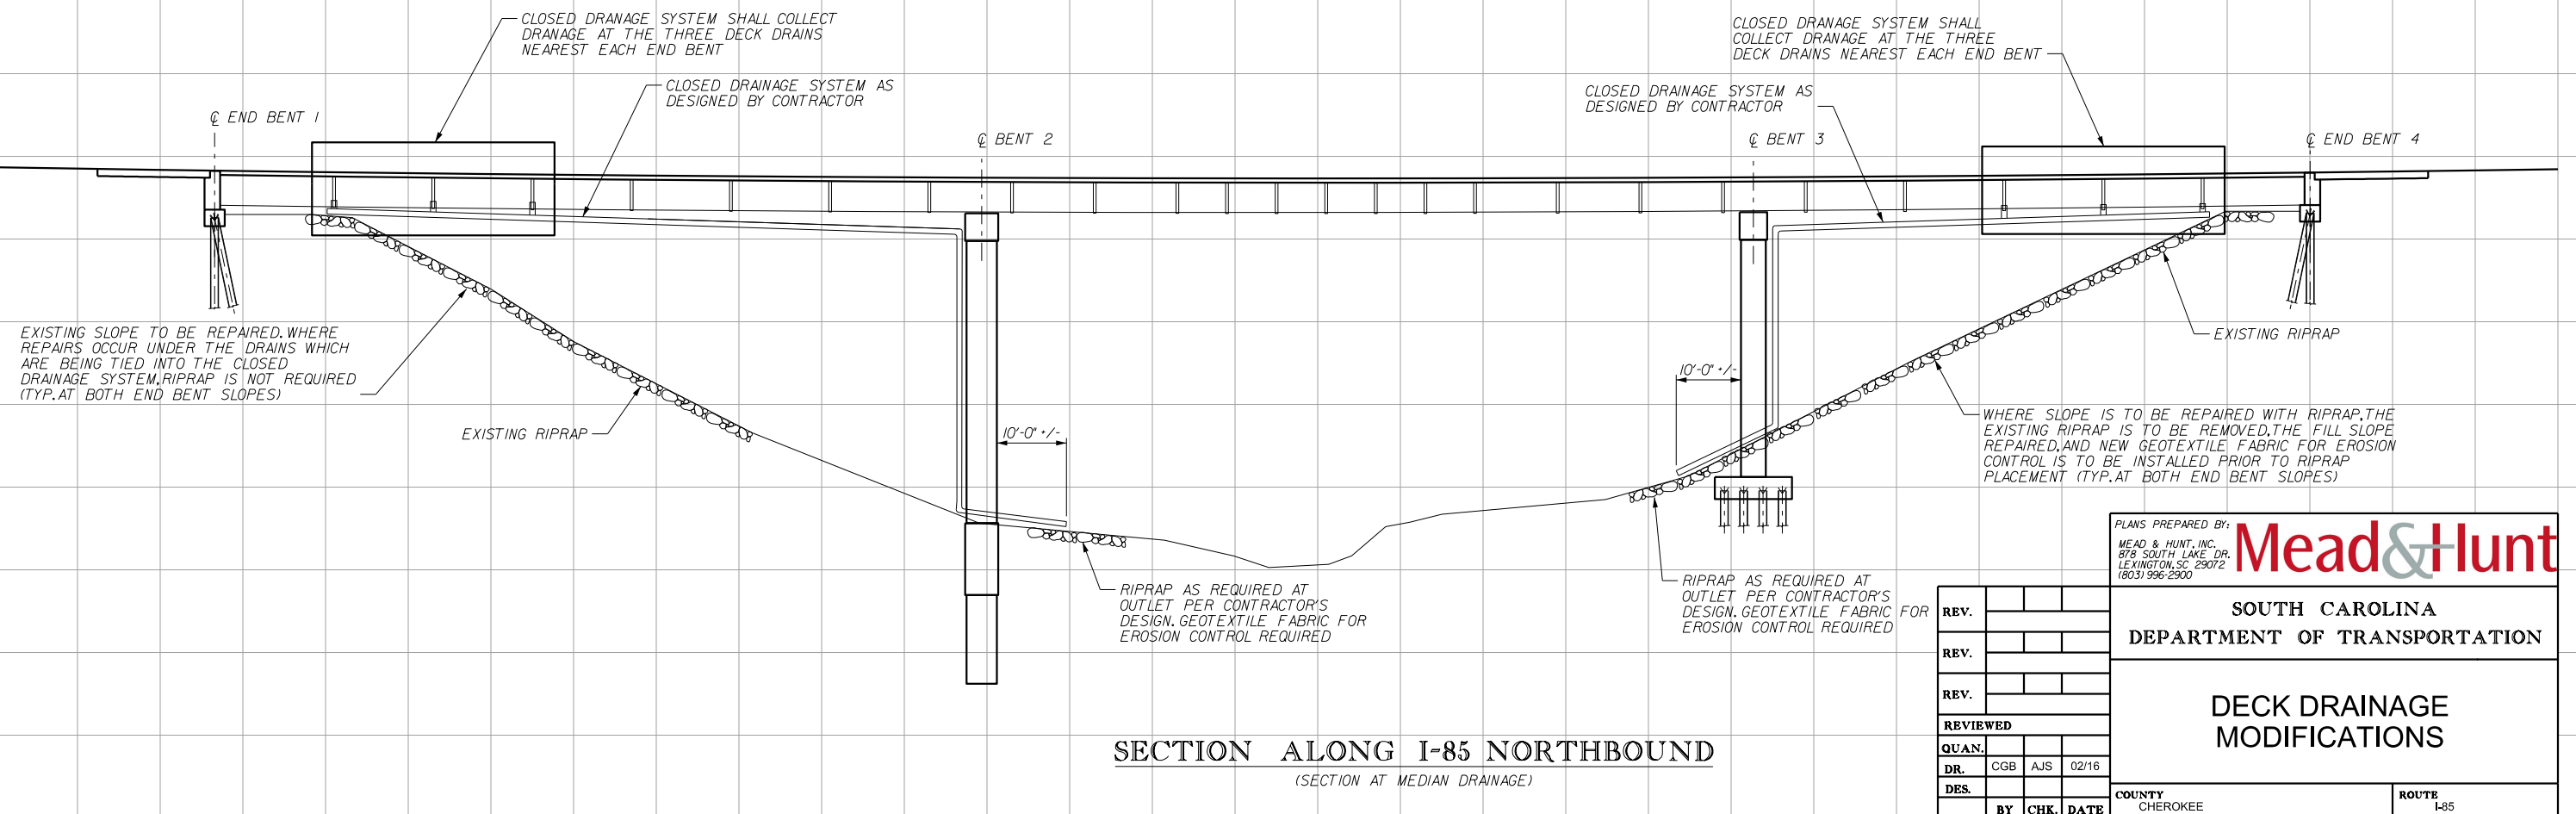 CLOSED DRANAGE SYSTEM SHALL COLLECT
DRANAGE AT THE THREE DECK DRAINS
NEAREST EACH END BENT
CLOSED DRAINAGE SYSTEM AS
DESIGNED BY CONTRACTOR
℄ END BENT 1
℄ BENT 2
CLOSED DRANAGE SYSTEM SHALL
COLLECT DRANAGE AT THE THREE
DECK DRAINS NEAREST EACH END BENT
CLOSED DRAINAGE SYSTEM AS
DESIGNED BY CONTRACTOR
℄ BENT 3
℄ END BENT 4
EXISTING SLOPE TO BE REPAIRED. WHERE
REPAIRS OCCUR UNDER THE DRAINS WHICH
ARE BEING TIED INTO THE CLOSED
DRAINAGE SYSTEM, RIPRAP IS NOT REQUIRED
(TYP. AT BOTH END BENT SLOPES)
EXISTING RIPRAP
10'-0" +/-
10'-0" +/-
EXISTING RIPRAP
WHERE SLOPE IS TO BE REPAIRED WITH RIPRAP, THE
EXISTING RIPRAP IS TO BE REMOVED, THE FILL SLOPE
REPAIRED, AND NEW GEOTEXTILE FABRIC FOR EROSION
CONTROL IS TO BE INSTALLED PRIOR TO RIPRAP
PLACEMENT (TYP. AT BOTH END BENT SLOPES)
RIPRAP AS REQUIRED AT
OUTLET PER CONTRACTOR'S
DESIGN. GEOTEXTILE FABRIC FOR
EROSION CONTROL REQUIRED
RIPRAP AS REQUIRED AT
OUTLET PER CONTRACTOR'S
DESIGN. GEOTEXTILE FABRIC FOR
EROSION CONTROL REQUIRED
SECTION ALONG I-85 NORTHBOUND
(SECTION AT MEDIAN DRAINAGE)
PLANS PREPARED BY:
MEAD & HUNT, INC.
878 SOUTH LAKE DR.
LEXINGTON, SC 29072
(803) 996-2900
Mead&Hunt
SOUTH CAROLINA
DEPARTMENT OF TRANSPORTATION
DECK DRAINAGE
MODIFICATIONS
REV.
REV.
REV.
REVIEWED
QUAN.
DR. CGB AJS 02/16
DES.
BY CHK. DATE
COUNTY
CHEROKEE
ROUTE
I-85